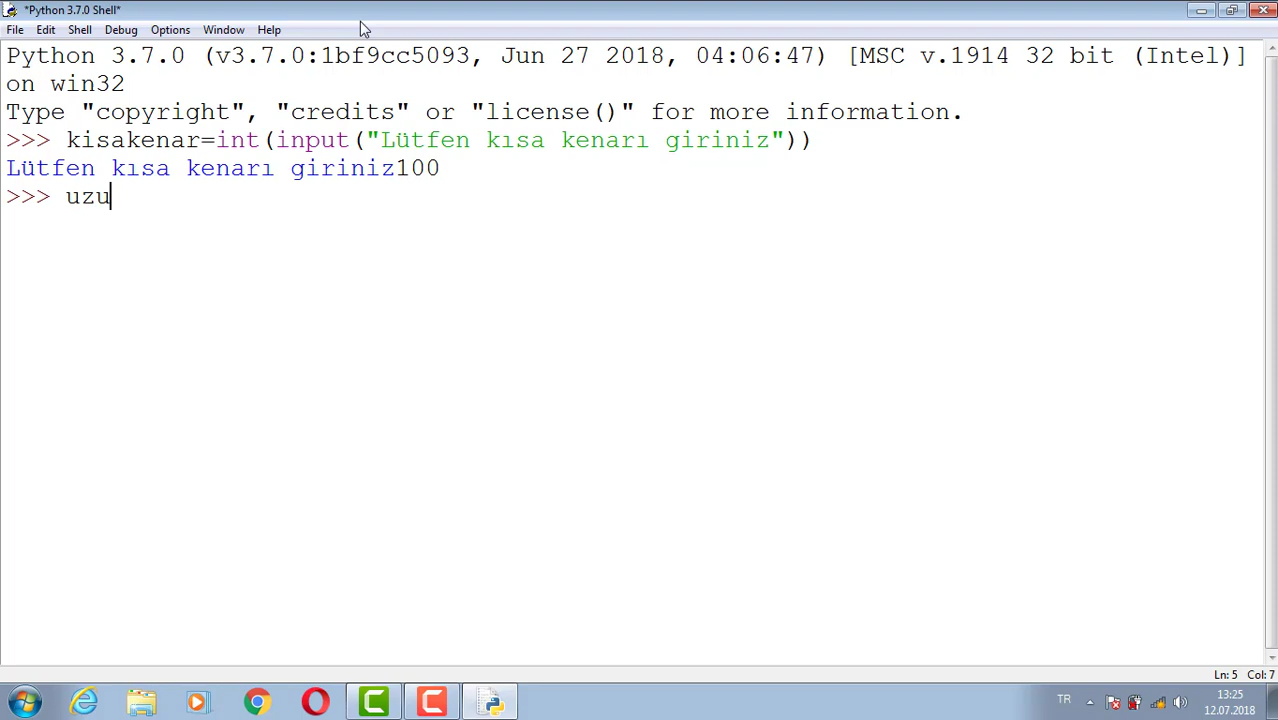 *Python 3.7.0 Shell*
File Edit Shell Debug Options Window Help
Python 3.7.0 (v3.7.0:1bf9cc5093, Jun 27 2018, 04:06:47) [MSC v.1914 32 bit (Intel)]
on win32
Type "copyright", "credits" or "license()" for more information.
>>> kisakenar=int(input("Lütfen kısa kenarı giriniz"))
Lütfen kısa kenarı giriniz100
>>> uzu
Ln: 5 Col: 7
TR
13:25
12.07.2018